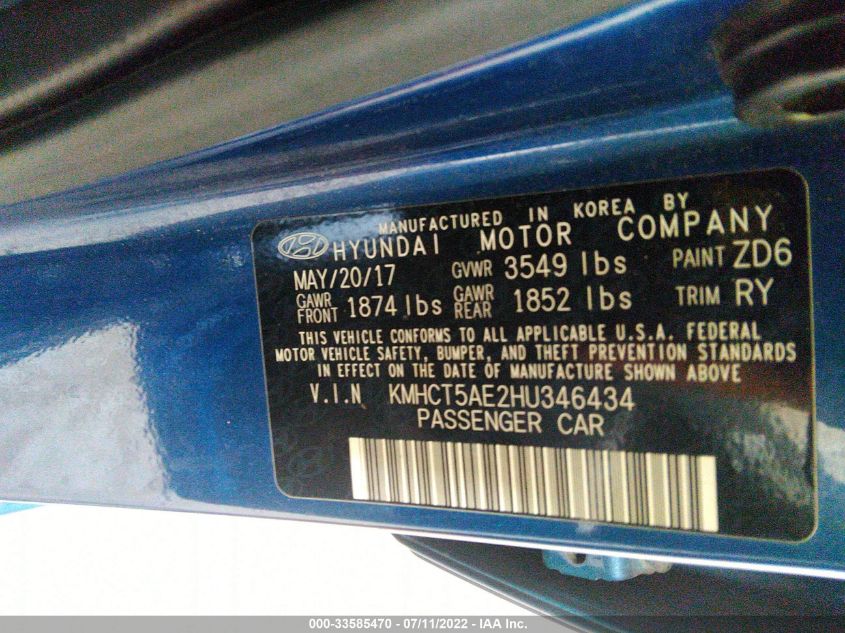 MANUFACTURED IN KOREA BY
HYUNDAI MOTOR COMPANY
MAY/20/17 GVWR 3549 lbs PAINT ZD6
GAWR FRONT 1874 lbs GAWR REAR 1852 lbs TRIM RY
THIS VEHICLE CONFORMS TO ALL APPLICABLE U.S.A. FEDERAL
MOTOR VEHICLE SAFETY, BUMPER, AND THEFT PREVENTION STANDARDS
IN EFFECT ON THE DATE OF MANUFACTURE SHOWN ABOVE
V.I.N KMHCT5AE2HU346434
PASSENGER CAR
000-33585470 - 07/11/2022 - IAA Inc.